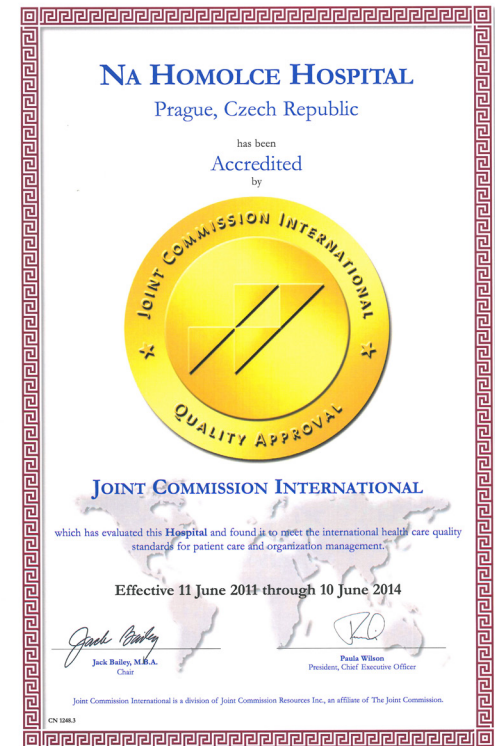 NA HOMOLCE HOSPITAL
Prague, Czech Republic
has been
Accredited
by
JOINT COMMISSION INTERNATIONAL
QUALITY APPROVAL
JOINT COMMISSION INTERNATIONAL
which has evaluated this Hospital and found it to meet the international health care quality
standards for patient care and organization management.
Effective 11 June 2011 through 10 June 2014
Jack Bailey
Jack Bailey, M.B.A.
Chair
Paula Wilson
President, Chief Executive Officer
Joint Commission International is a division of Joint Commission Resources Inc., an affiliate of The Joint Commission.
CN 1248.3